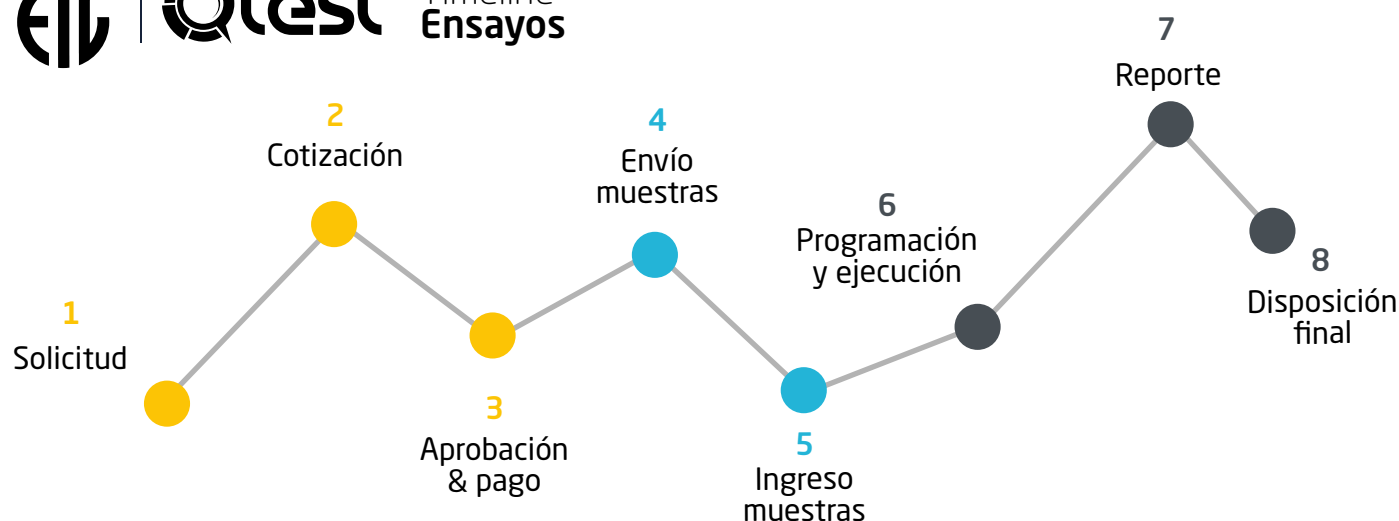 Qtest
Timeline
Ensayos
1
Solicitud
2
Cotización
3
Aprobación
& pago
4
Envío
muestras
5
Ingreso
muestras
6
Programación
y ejecución
7
Reporte
8
Disposición
final